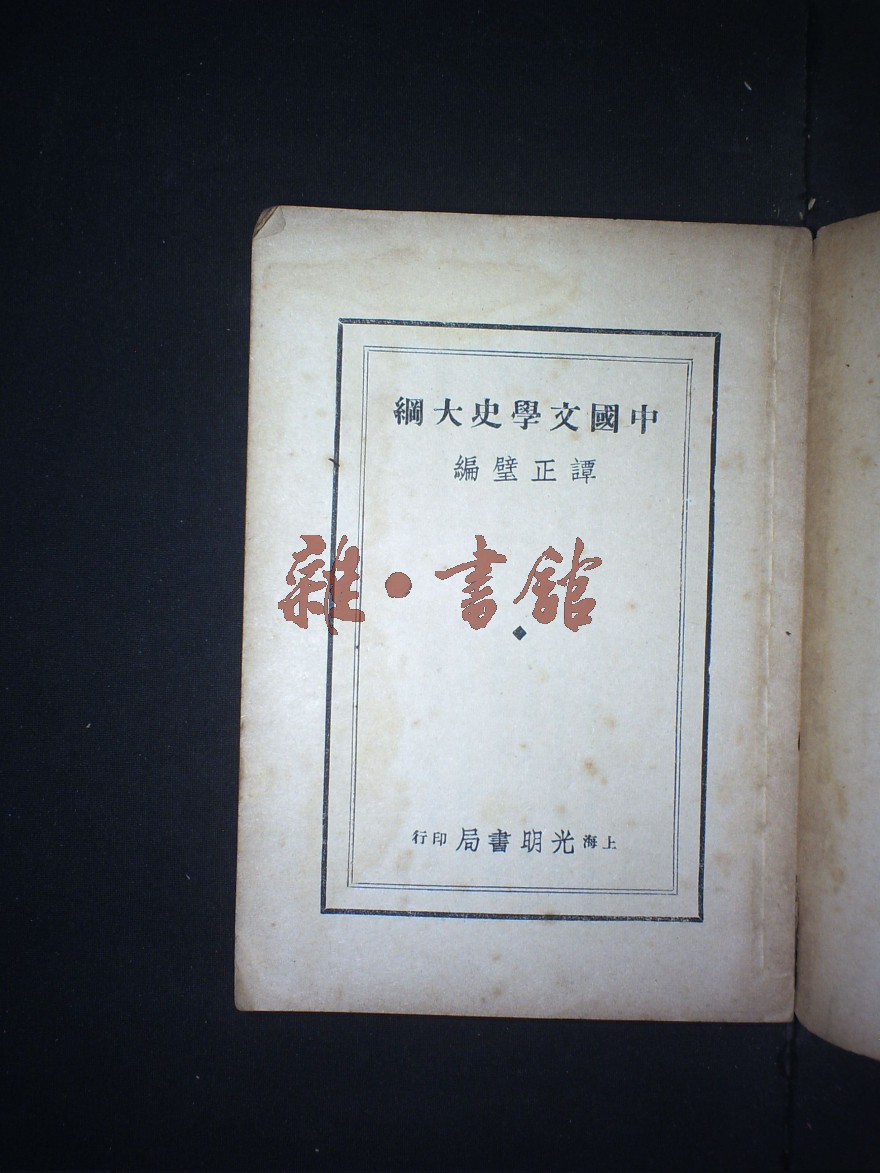 中國文學史大綱
譚正璧編
雜·書館
上海光明書局印行